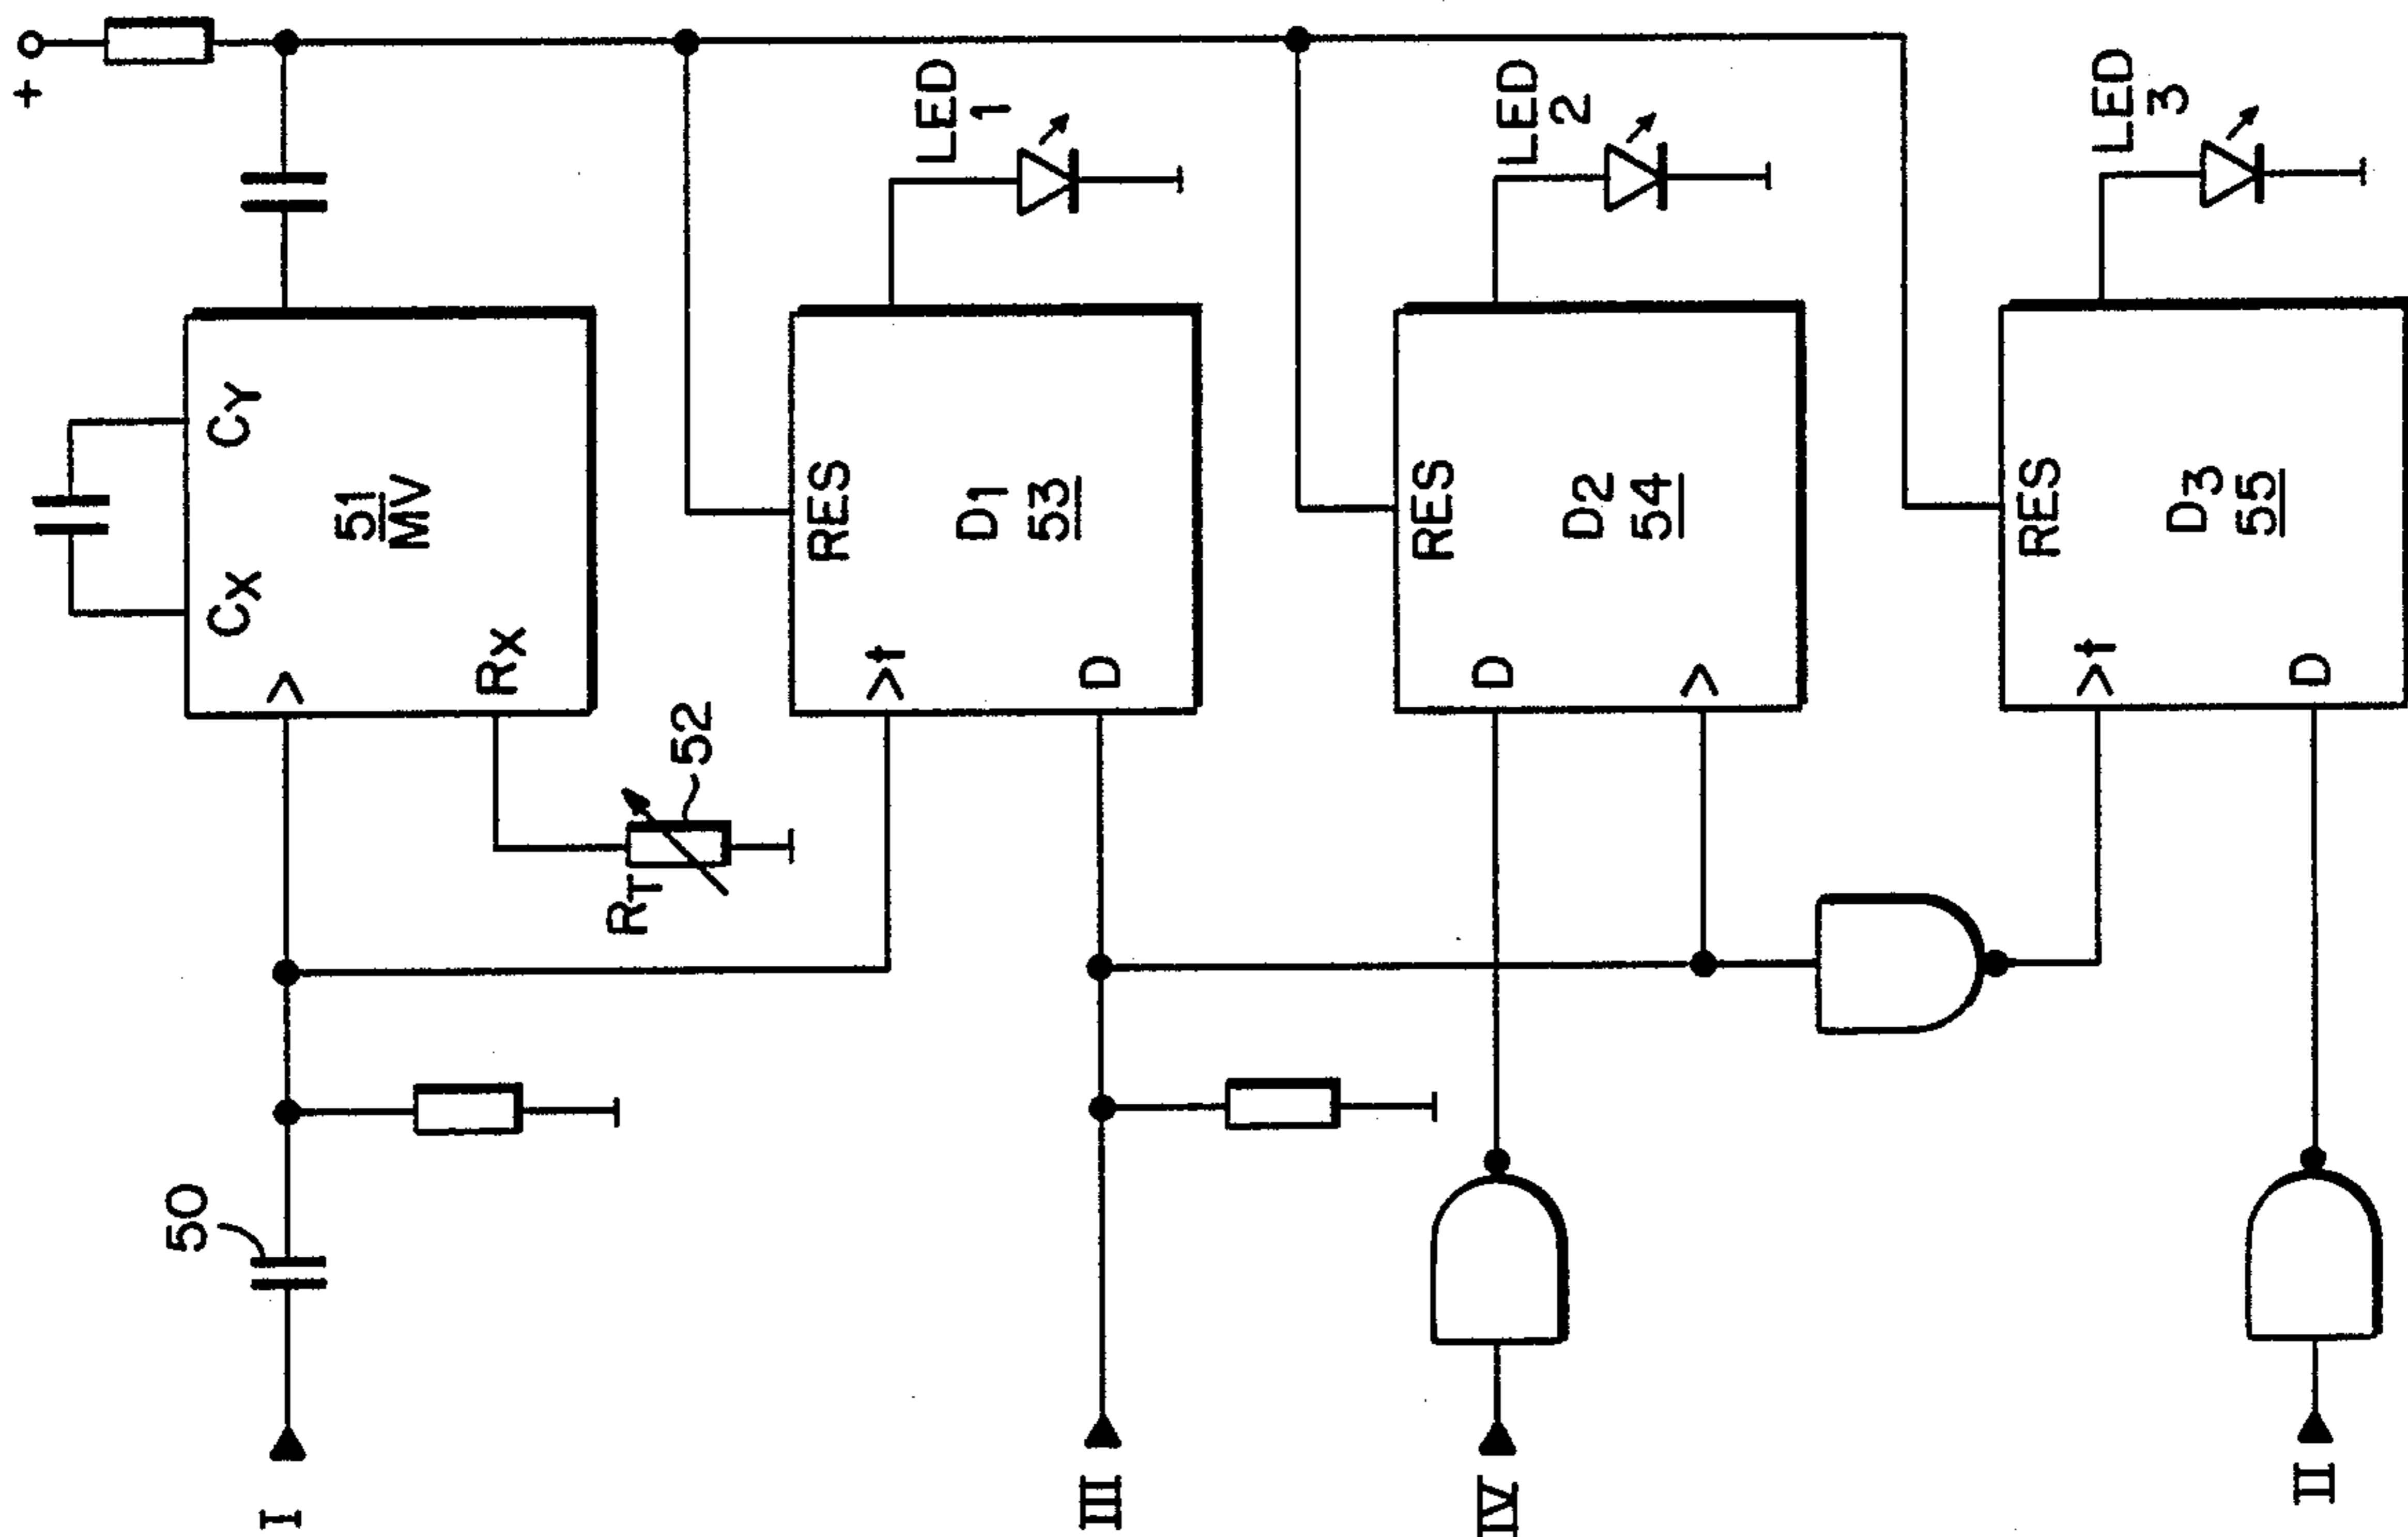 +
50
CX CY
I >
51
MV
RX
RT
52
RES
>t
LED
1
D1
53
III D
RES
IV D
LED
2
D2
54
>
RES
>t
LED
3
D3
55
II D